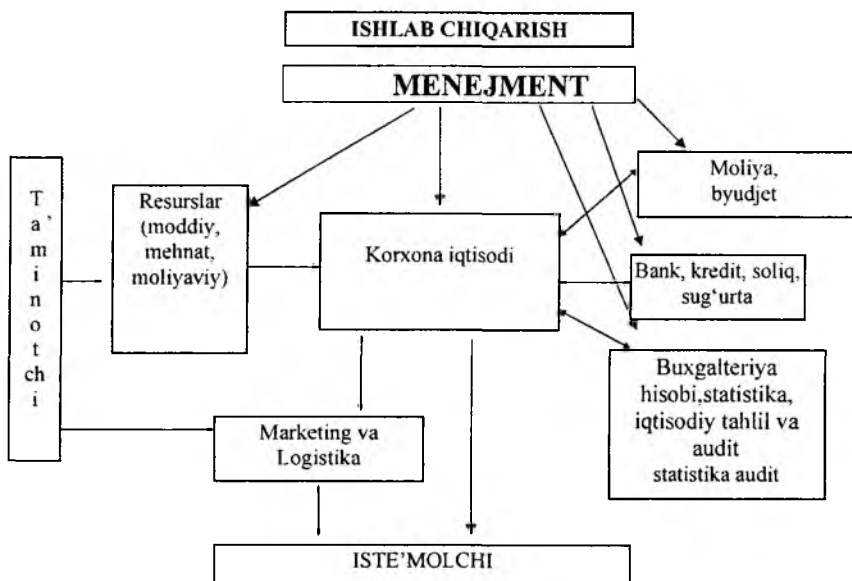 ISHLAB CHIQARISH
MENEJMENT
T
a’
m
i
n
o
t
ch
i
Resurslar
(moddiy,
mehnat,
moliyaviy)
Korxona iqtisodi
Moliya,
byudjet
Bank, kredit, soliq,
sug‘urta
Buxgalteriya
hisobi,statistika,
iqtisodiy tahlil va
audit
statistika audit
Marketing va
Logistika
ISTE’MOLCHI